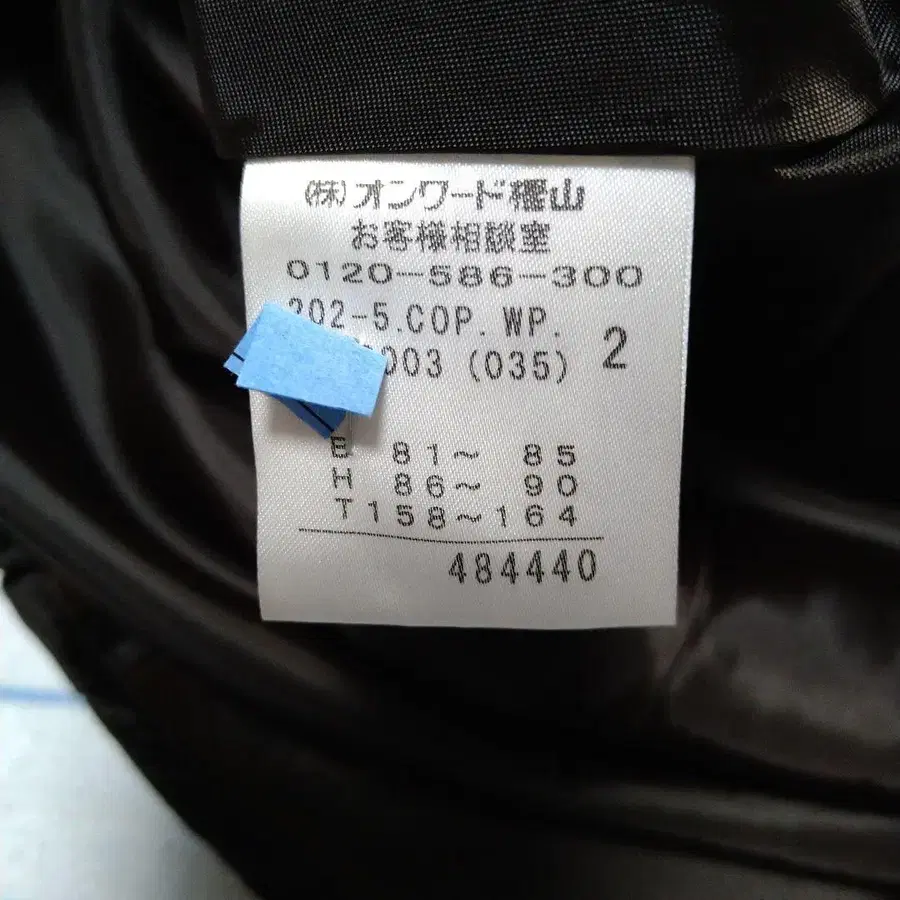 (株)オンワード樫山
お客様相談室
0120-586-300
202-5.COP.WP.
003 (035) 2
B 81~ 85
H 86~ 90
T 158~164
484440